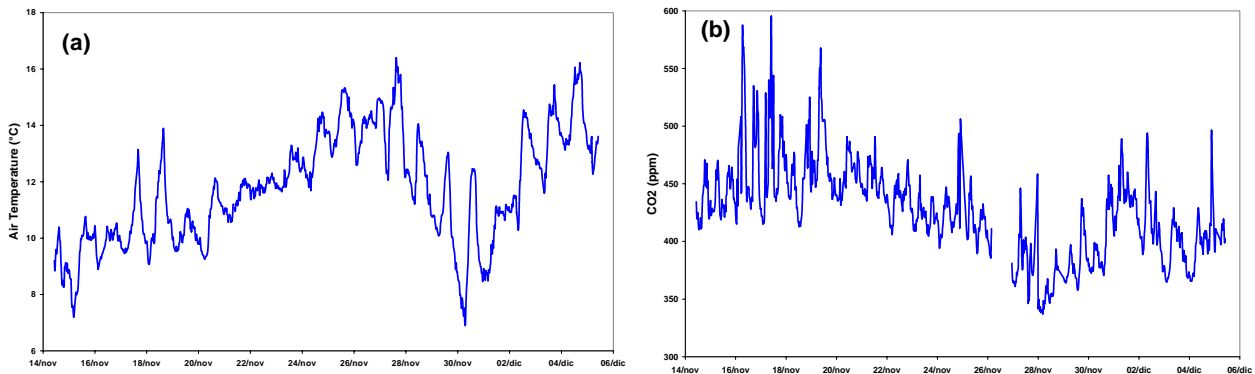 (a)
Air Temperature (°C)
18
16
14
12
10
8
6
14/nov 16/nov 18/nov 20/nov 22/nov 24/nov 26/nov 28/nov 30/nov 02/dic 04/dic 06/dic
(b)
CO2 (ppm)
600
550
500
450
400
350
300
14/nov 16/nov 18/nov 20/nov 22/nov 24/nov 26/nov 28/nov 30/nov 02/dic 04/dic 06/dic